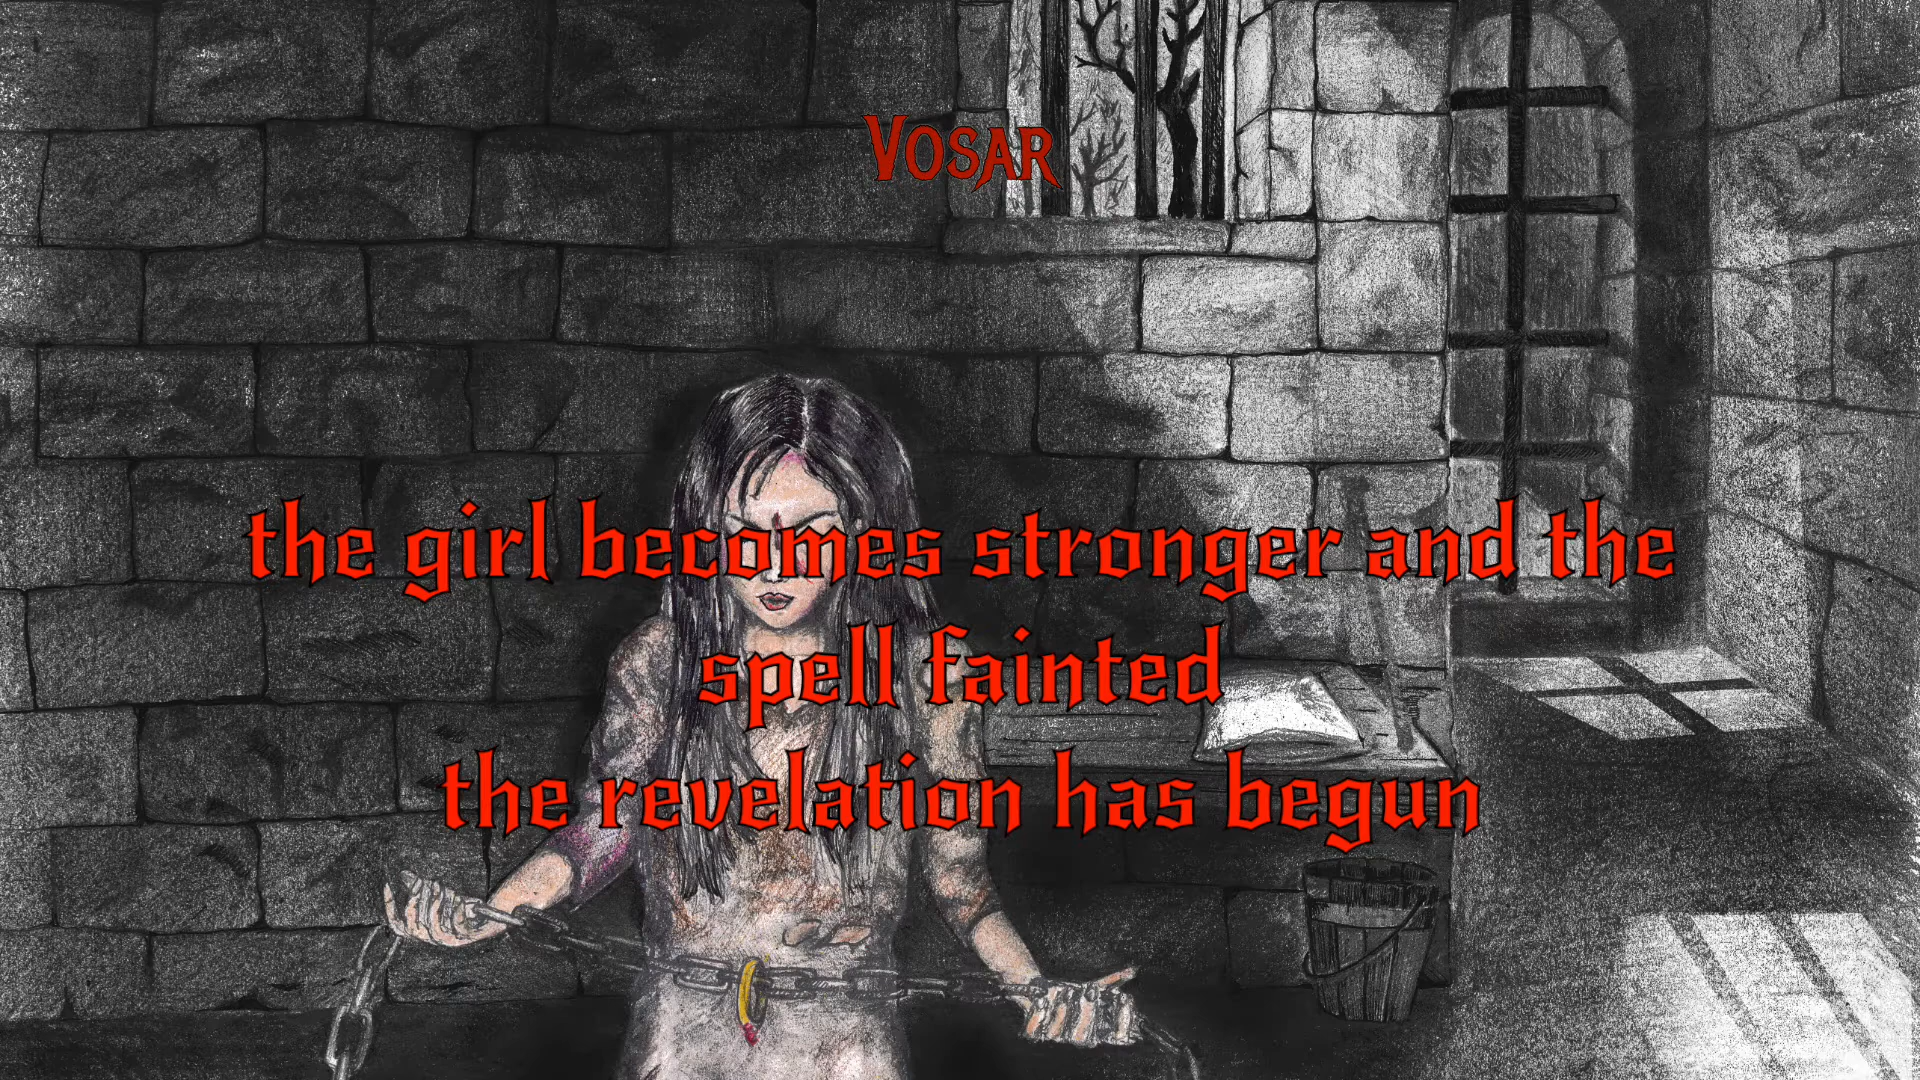 Vosar
the girl becomes stronger and the
spell fainted
the revelation has begun